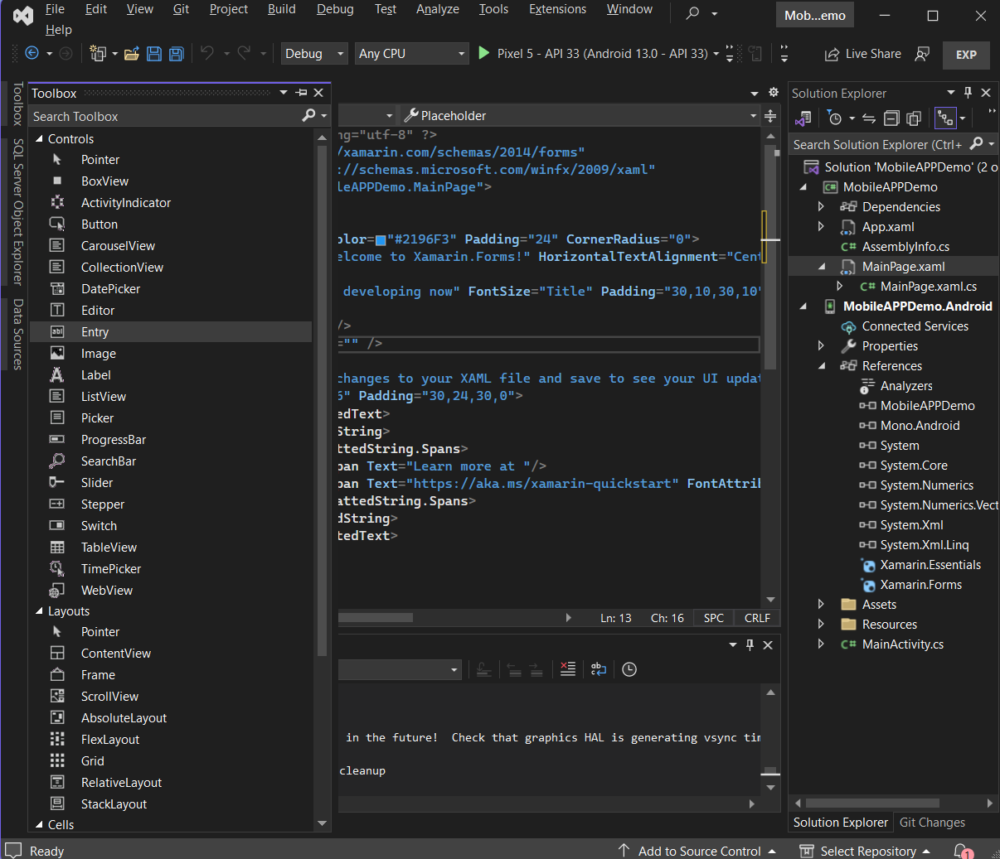 File Edit View Git Project Build Debug Test Analyze Tools Extensions Window Mob...emo
Help
Debug Any CPU Pixel 5 - API 33 (Android 13.0 - API 33) Live Share EXP
Toolbox
SQL Server Object Explorer
Data Sources
Toolbox
Search Toolbox
Controls
Pointer
BoxView
ActivityIndicator
Button
CarouselView
CollectionView
DatePicker
Editor
Entry
Image
Label
ListView
Picker
ProgressBar
SearchBar
Slider
Stepper
Switch
TableView
TimePicker
WebView
Layouts
Pointer
ContentView
Frame
ScrollView
AbsoluteLayout
FlexLayout
Grid
RelativeLayout
StackLayout
Cells
Placeholder
ng="utf-8" ?>
/xamarin.com/schemas/2014/forms"
://schemas.microsoft.com/winfx/2009/xaml"
leAPPDemo.MainPage">
olor="#2196F3" Padding="24" CornerRadius="0">
elcome to Xamarin.Forms!" HorizontalTextAlignment="Cent
developing now" FontSize="Title" Padding="30,10,30,10"
/>
="" />
changes to your XAML file and save to see your UI updat
6" Padding="30,24,30,0">
edText>
String>
attedString.Spans>
pan Text="Learn more at "/>
pan Text="https://aka.ms/xamarin-quickstart" FontAttrib
attedString.Spans>
dString>
tedText>
Ln: 13 Ch: 16 SPC CRLF
in the future!  Check that graphics HAL is generating vsync tim
cleanup
Solution Explorer
Search Solution Explorer (Ctrl+
Solution 'MobileAPPDemo' (2 o
MobileAPPDemo
Dependencies
App.xaml
AssemblyInfo.cs
MainPage.xaml
MainPage.xaml.cs
MobileAPPDemo.Android
Connected Services
Properties
References
Analyzers
MobileAPPDemo
Mono.Android
System
System.Core
System.Numerics
System.Numerics.Vect
System.Xml
System.Xml.Linq
Xamarin.Essentials
Xamarin.Forms
Assets
Resources
MainActivity.cs
Solution Explorer Git Changes
Ready Add to Source Control Select Repository 1